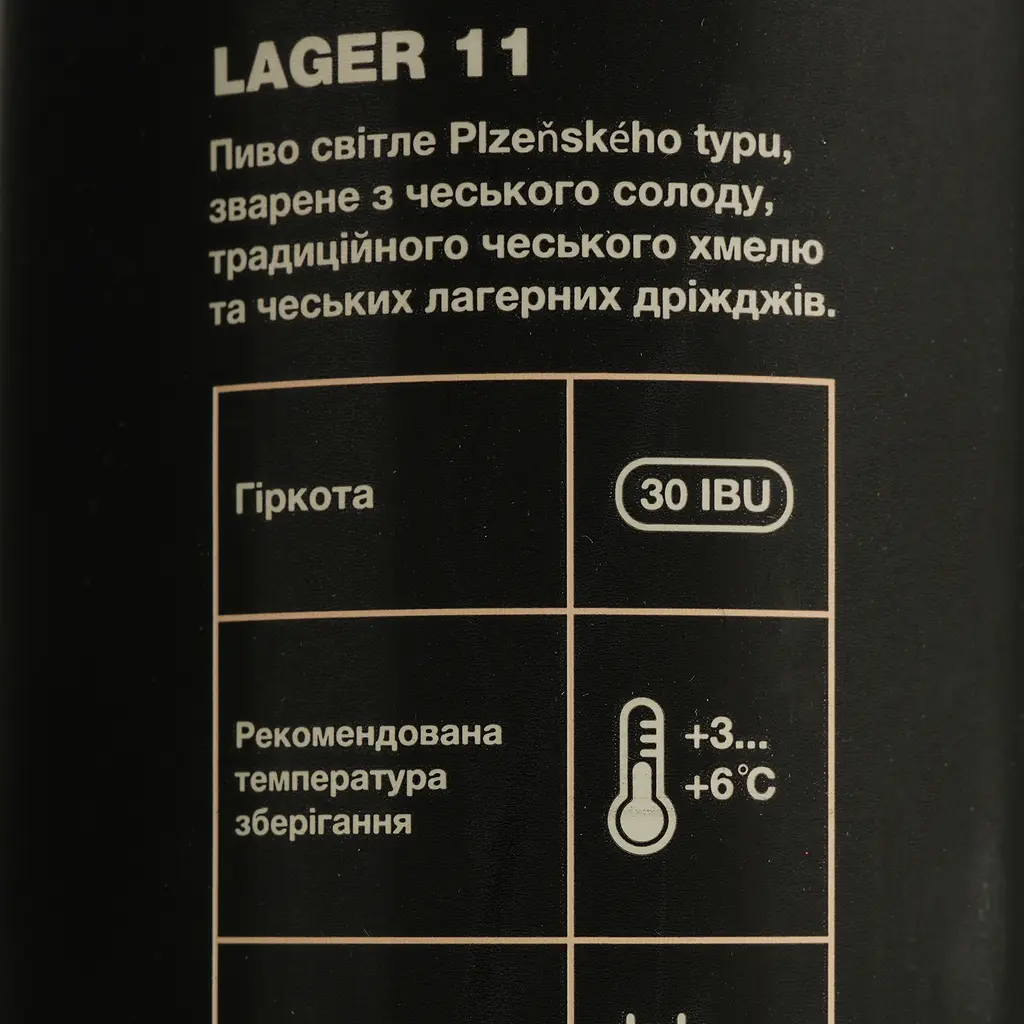 LAGER 11
Пиво світле Plzeňského typu,
зварене з чеського солоду,
традиційного чеського хмелю
та чеських лагерних дріжджів.
Гіркота
30 IBU
Рекомендована
температура
зберігання
+3...
+6°C